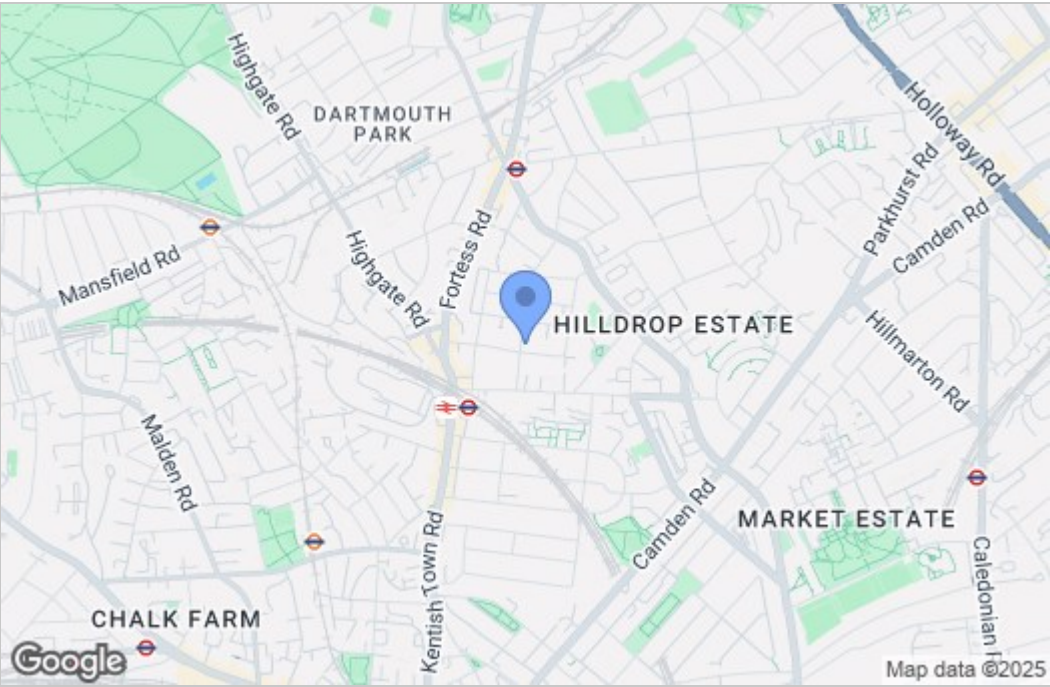 Highgate Rd
DARTMOUTH
PARK
Holloway Rd
Parkhurst Rd
Camden Rd
Fortess Rd
Mansfield Rd
Highgate Rd
HILLDROP ESTATE
Hillmarton Rd
Malden Rd
Camden Rd
MARKET ESTATE
Kentish Town Rd
Caledonian
CHALK FARM
Google
Map data ©2025